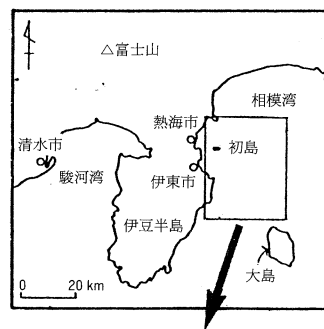 △富士山
相模湾
熱海市
初島
清水市
駿河湾
伊東市
伊豆半島
大島
0 20 km